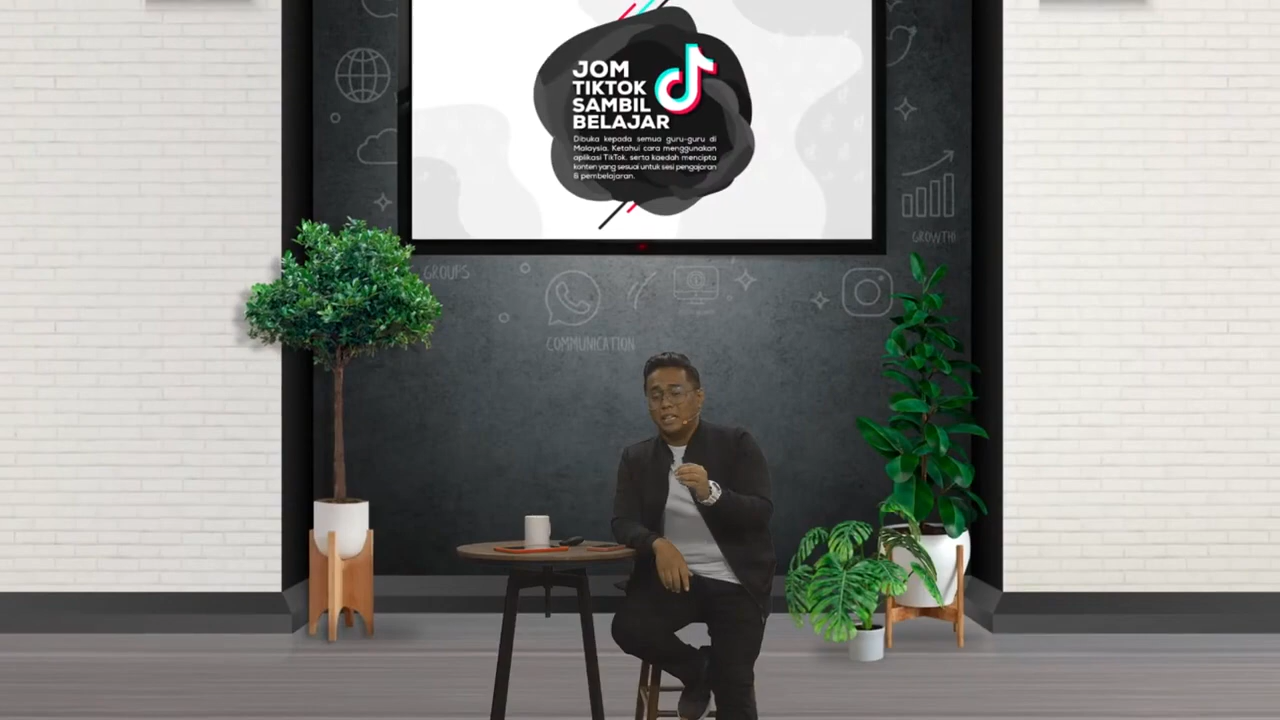 JOM
TIKTOK
SAMBIL
BELAJAR
Dibuka kepada semua guru-guru di
Malaysia. Ketahui cara menggunakan
aplikasi TikTok, serta kaedah mencipta
konten yang sesuai untuk sesi pengajaran
& pembelajaran.
GROWTH
GROUPS
COMMUNICATION